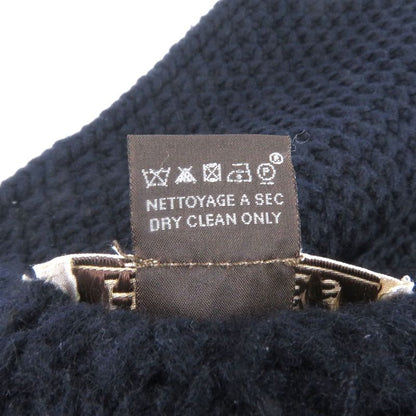 ®
P
NETTOYAGE A SEC
DRY CLEAN ONLY